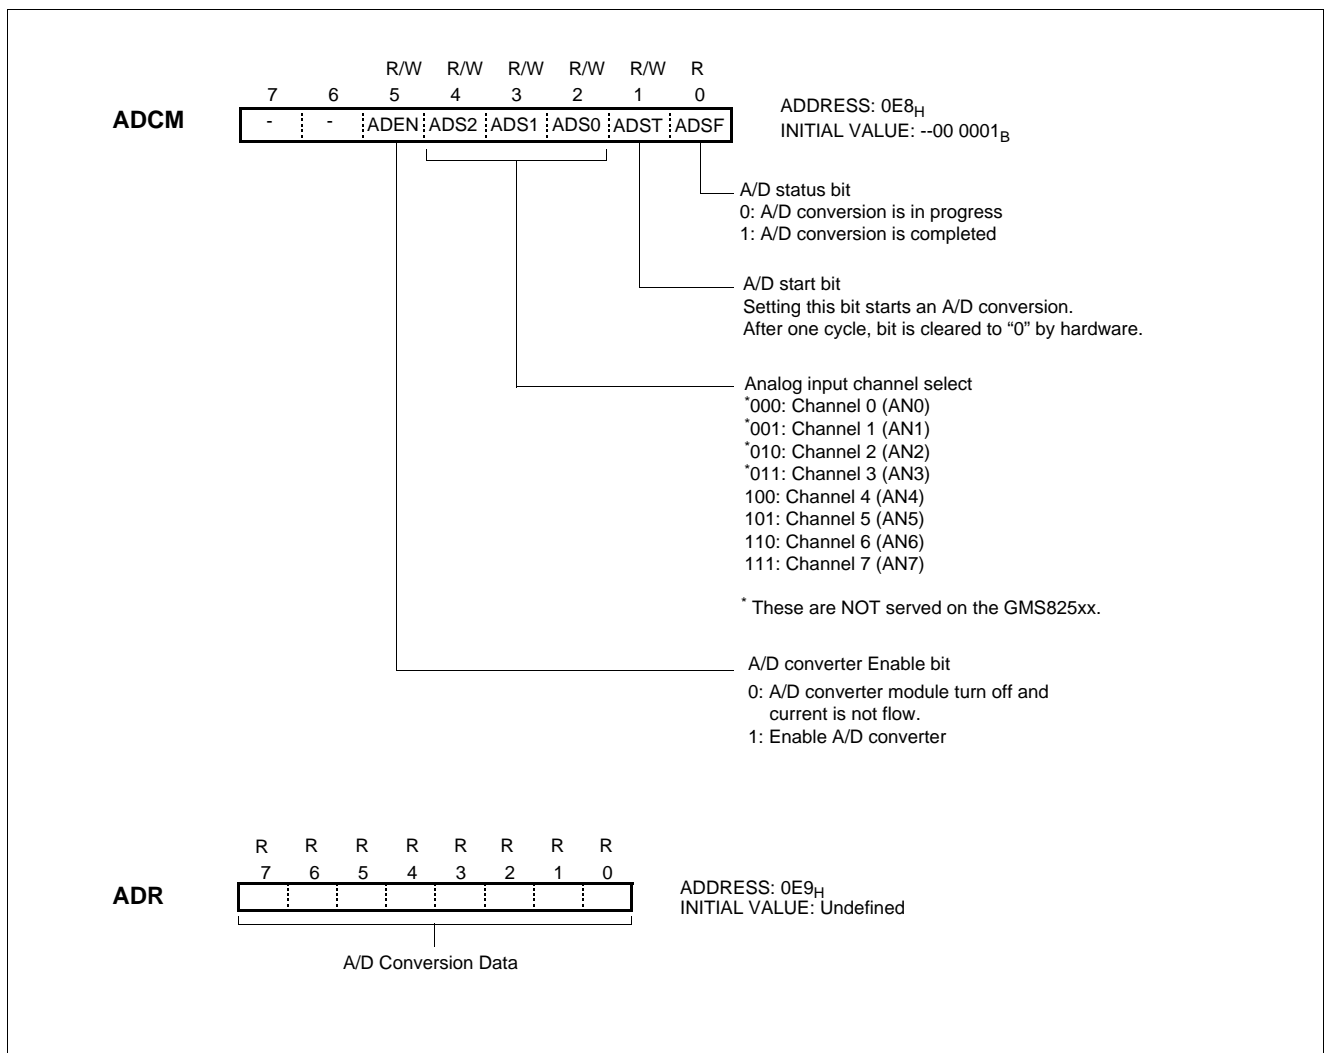 R/W R/W R/W R/W R/W R
7 6 5 4 3 2 1 0
ADCM - - ADEN ADS2 ADS1 ADS0 ADST ADSF
ADDRESS: 0E8H
INITIAL VALUE: --00 0001B
A/D status bit
0: A/D conversion is in progress
1: A/D conversion is completed
A/D start bit
Setting this bit starts an A/D conversion.
After one cycle, bit is cleared to “0” by hardware.
Analog input channel select
*000: Channel 0 (AN0)
*001: Channel 1 (AN1)
*010: Channel 2 (AN2)
*011: Channel 3 (AN3)
100: Channel 4 (AN4)
101: Channel 5 (AN5)
110: Channel 6 (AN6)
111: Channel 7 (AN7)
* These are NOT served on the GMS825xx.
A/D converter Enable bit
0: A/D converter module turn off and
current is not flow.
1: Enable A/D converter
R R R R R R R R
7 6 5 4 3 2 1 0
ADR
ADDRESS: 0E9H
INITIAL VALUE: Undefined
A/D Conversion Data